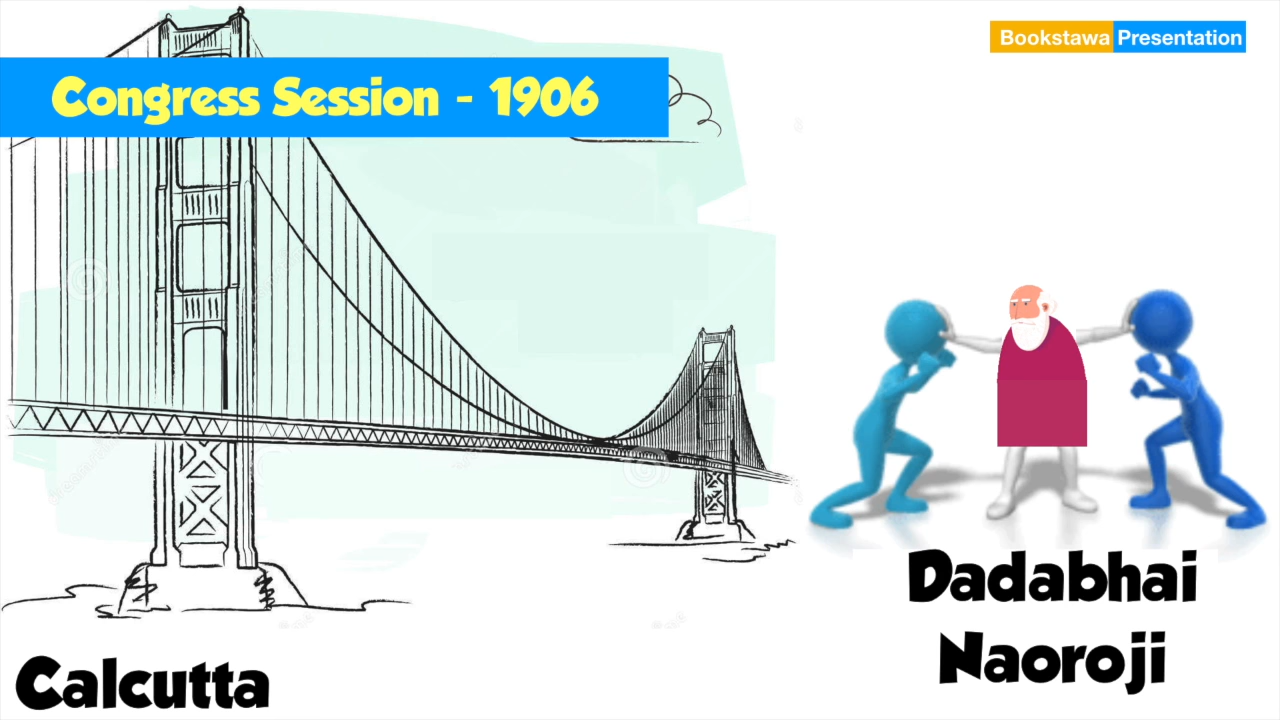 Bookstawa Presentation
Congress Session - 1906
Dadabhai
Naoroji
Calcutta